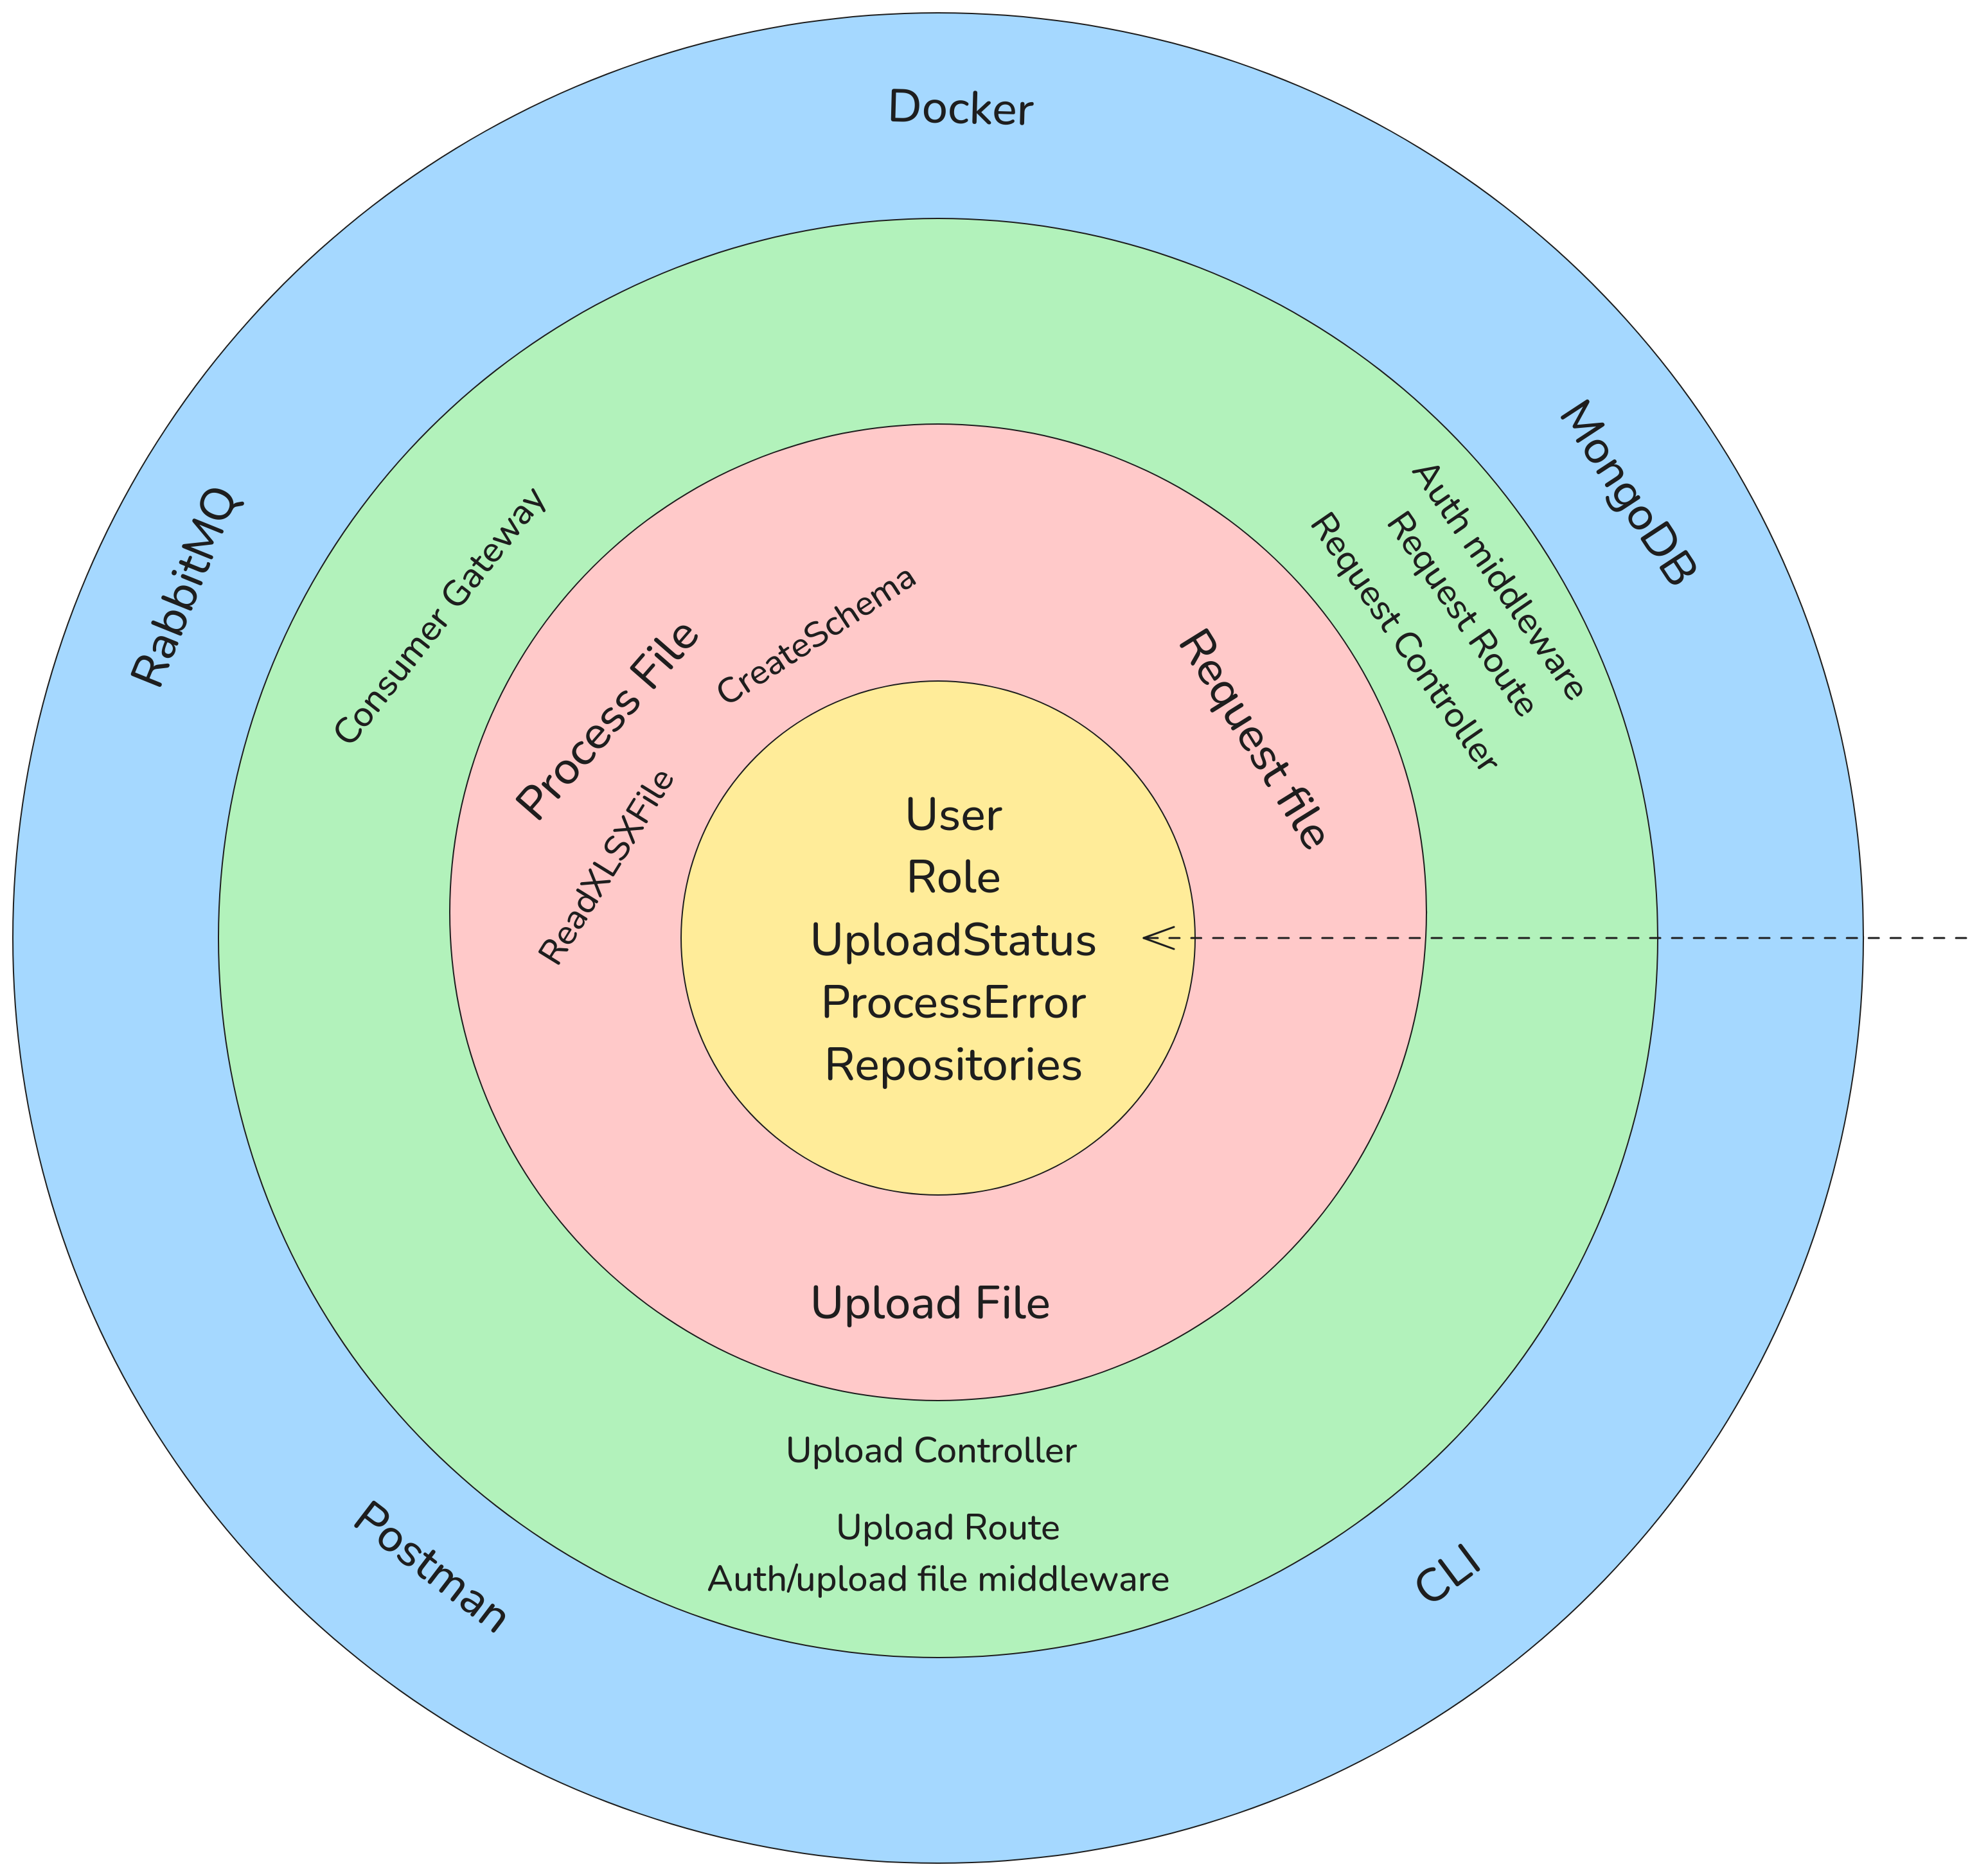 Docker
MongoDB
RabbitMQ
Auth middleware
Request Route
Request Controller
Consumer Gateway
CreateSchema
Process File
Request file
ReadXLSXFile
User
Role
UploadStatus
ProcessError
Repositories
Upload File
Upload Controller
Upload Route
Auth/upload file middleware
Postman
CLI